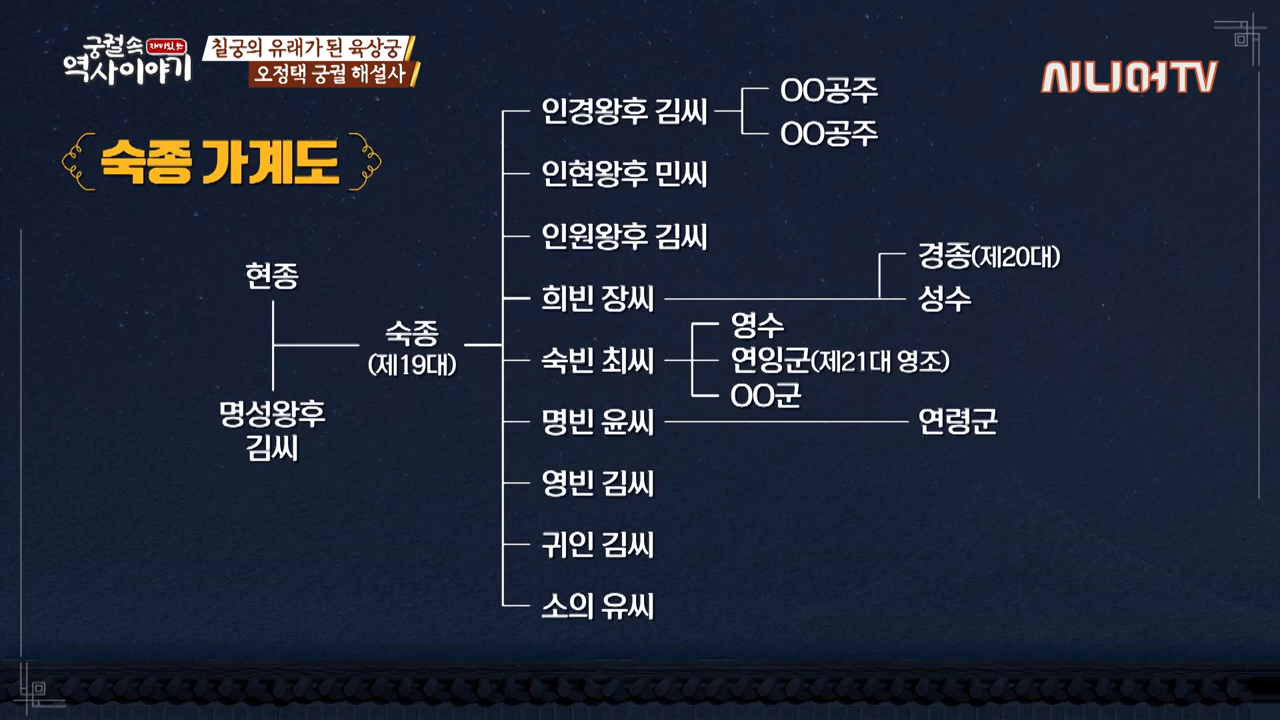 궁궐 속
재미있는
역사이야기
칠궁의 유래가 된 육상궁
오정택 궁궐 해설사
시니어TV
숙종 가계도
현종
명성왕후
김씨
숙종
(제19대)
인경왕후 김씨
OO공주
OO공주
인현왕후 민씨
인원왕후 김씨
희빈 장씨
경종(제20대)
성수
숙빈 최씨
영수
연잉군(제21대 영조)
OO군
명빈 윤씨
연령군
영빈 김씨
귀인 김씨
소의 유씨